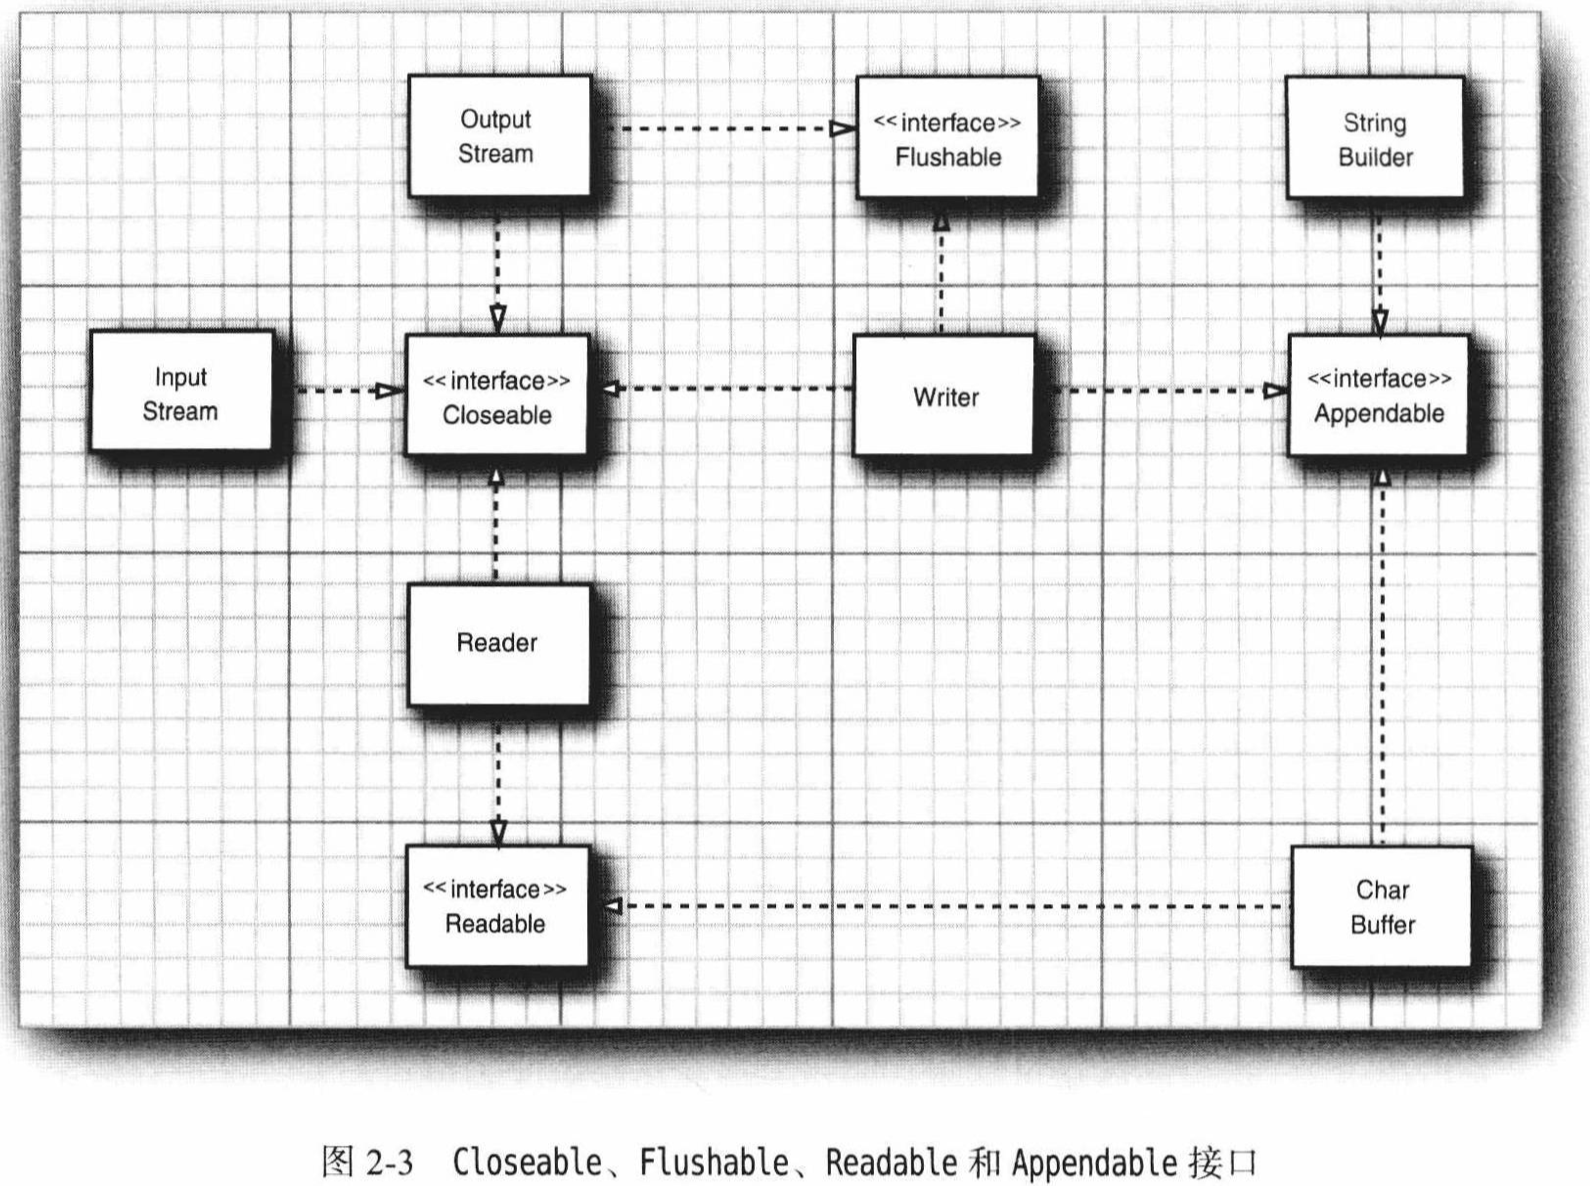 Output
Stream
<<interface>>
Flushable
String
Builder
Input
Stream
<<interface>>
Closeable
Writer
<<interface>>
Appendable
Reader
<<interface>>
Readable
Char
Buffer
图 2-3 Closeable、Flushable、Readable 和 Appendable 接口